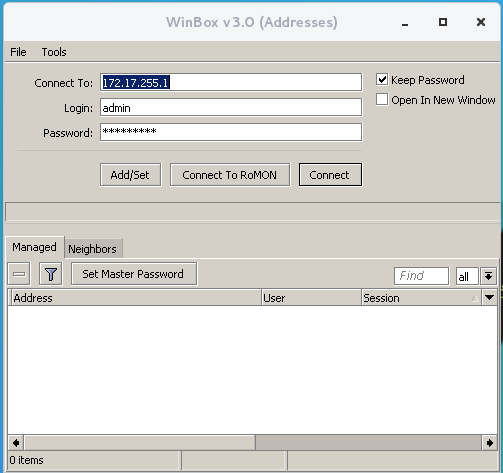 WinBox v3.0 (Addresses)
File Tools
Connect To: 172.17.255.1
Keep Password
Login: admin
Open In New Window
Password: *********
Add/Set Connect To RoMON Connect
Managed Neighbors
Set Master Password Find all
Address User Session
0 items